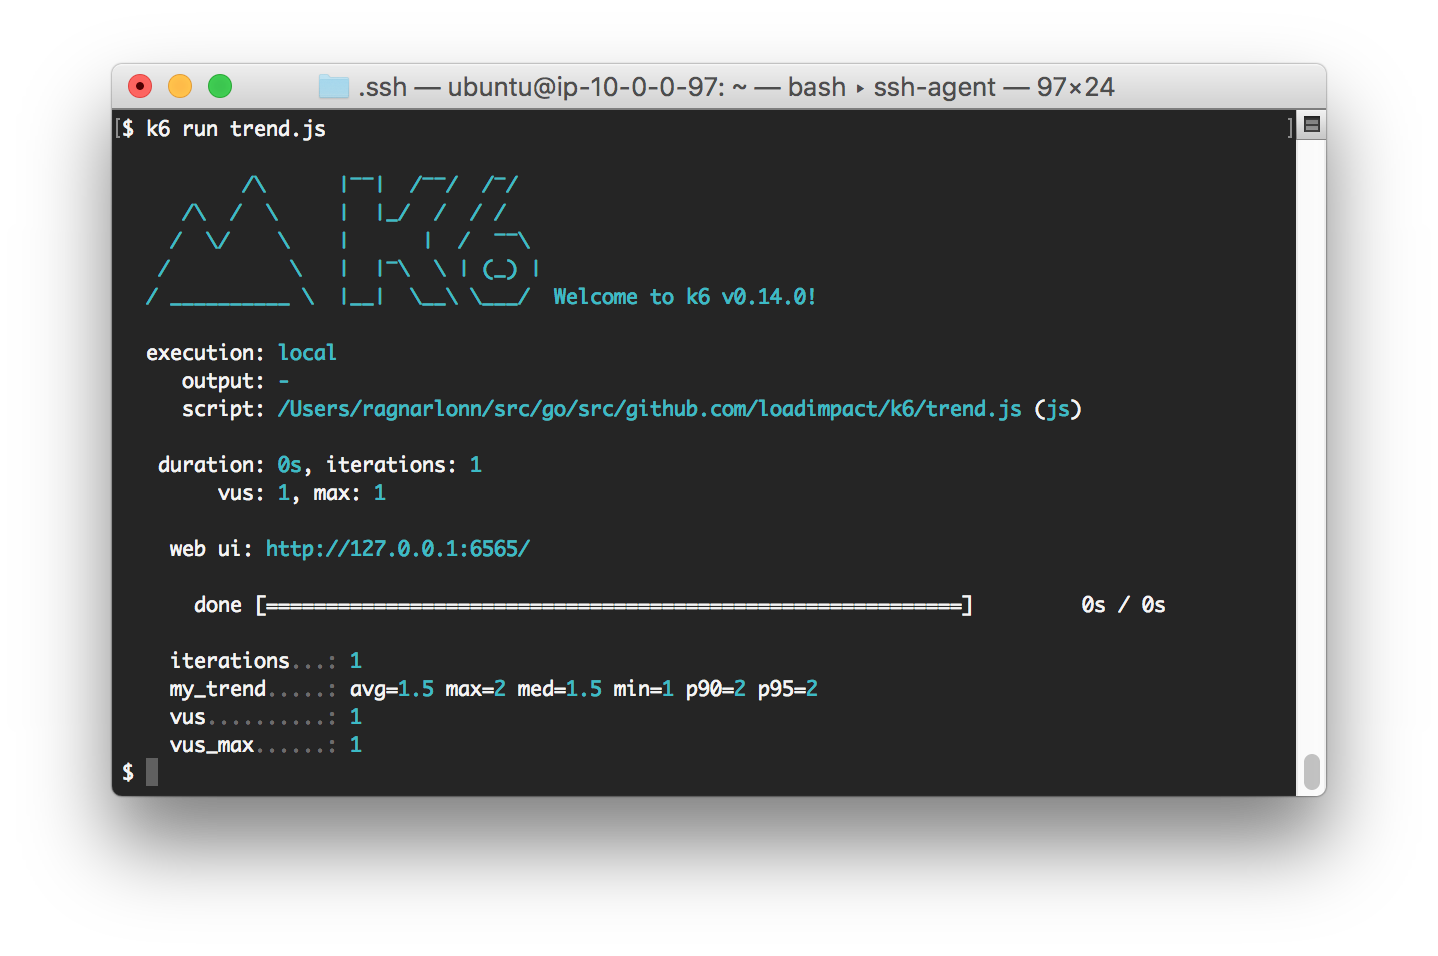 .ssh — ubuntu@ip-10-0-0-97: ~ — bash ▸ ssh-agent — 97×24
[$ k6 run trend.js ]
          /\      |‾‾|  /‾‾/  /‾/
     /\  /  \     |  |_/  /  / /
    /  \/    \    |      |  /  ‾‾\
   /          \   |  |‾\  \ | (_) |
  / __________ \  |__|  \__\ \___/  Welcome to k6 v0.14.0!
execution: local
output: -
script: /Users/ragnarlonn/src/go/src/github.com/loadimpact/k6/trend.js (js)
duration: 0s, iterations: 1
vus: 1, max: 1
web ui: http://127.0.0.1:6565/
done [==========================================================] 0s / 0s
iterations...: 1
my_trend.....: avg=1.5 max=2 med=1.5 min=1 p90=2 p95=2
vus..........: 1
vus_max......: 1
$